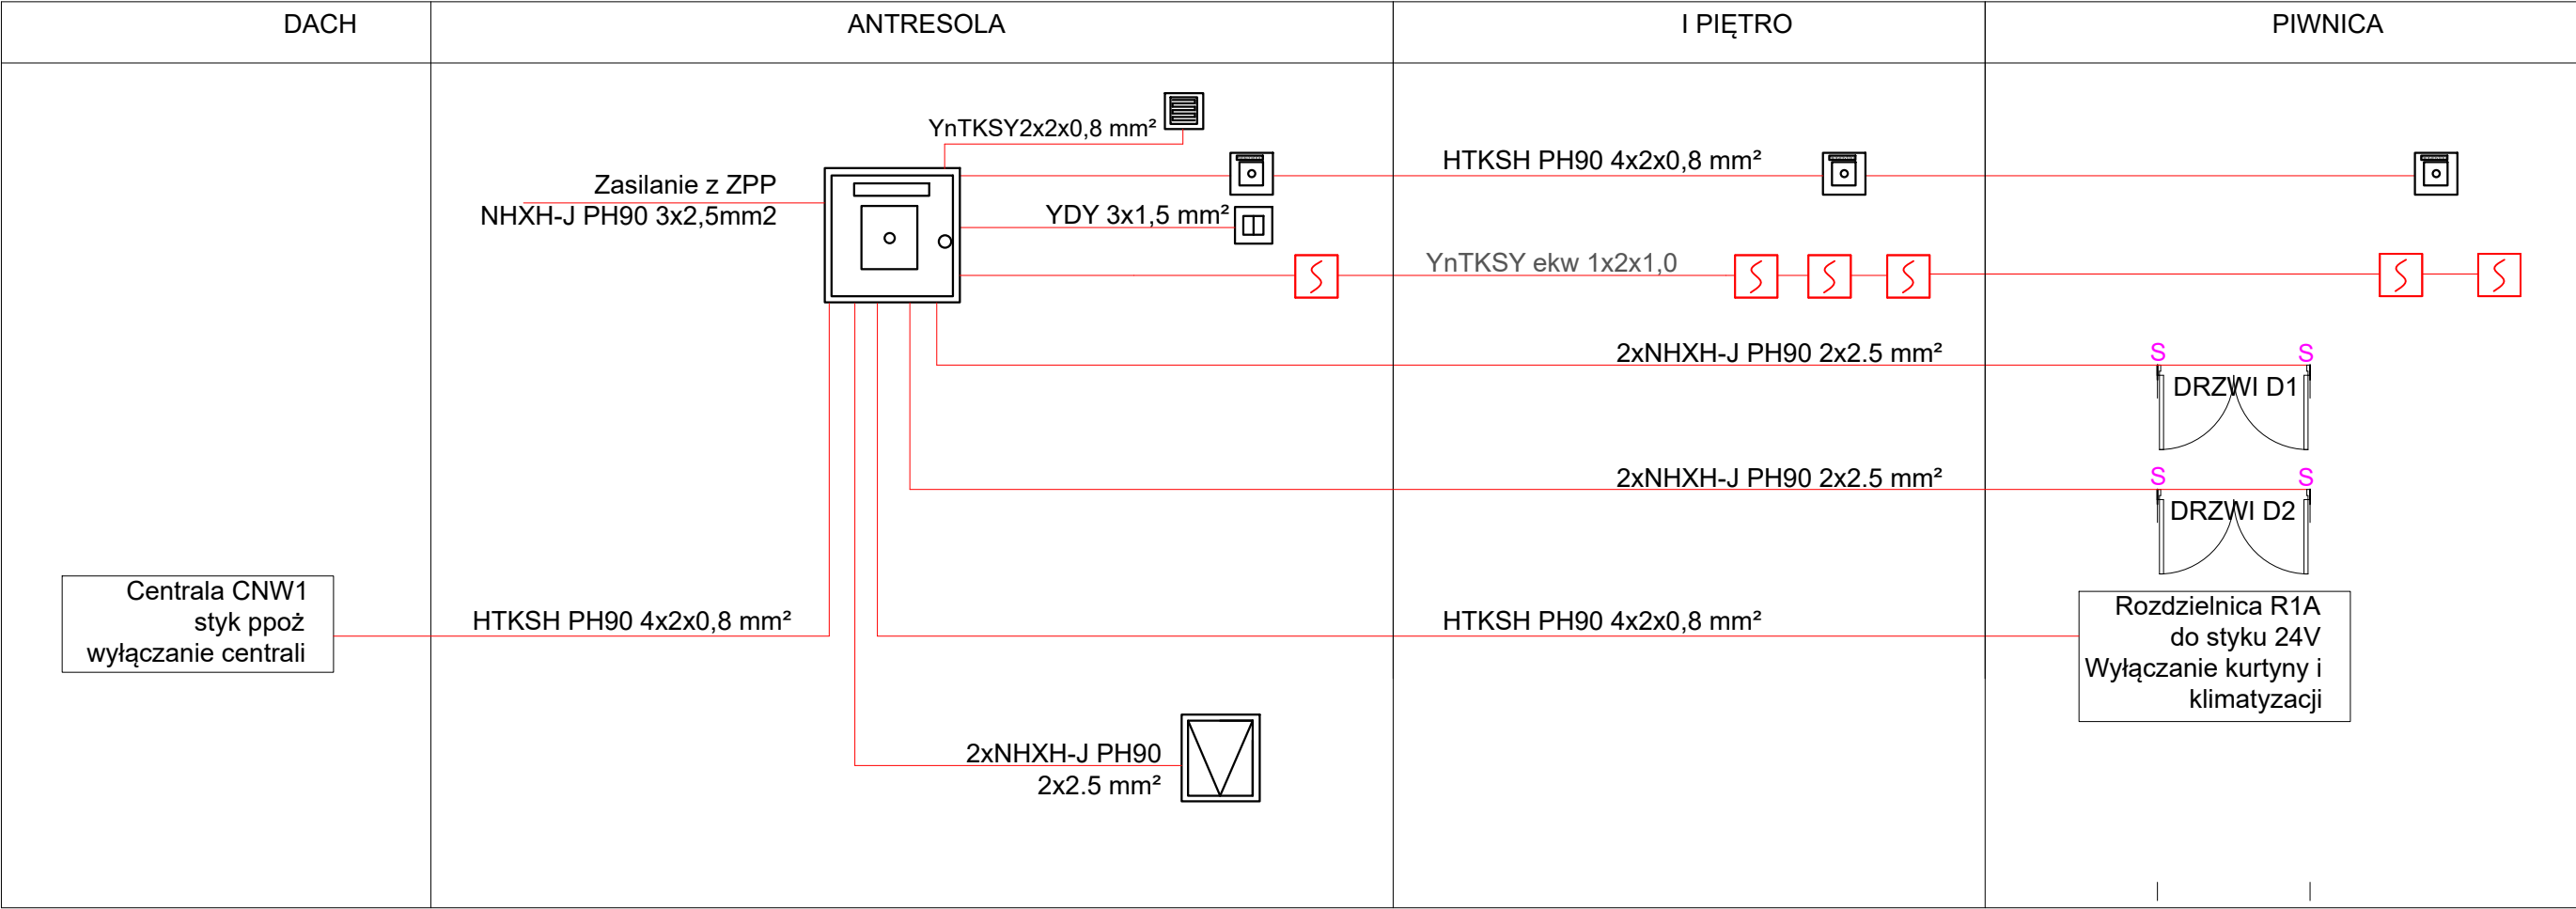 DACH
ANTRESOLA
I PIĘTRO
PIWNICA
YnTKSY2x2x0,8 mm²
HTKSH PH90 4x2x0,8 mm²
Zasilanie z ZPP
NHXH-J PH90 3x2,5mm2
YDY 3x1,5 mm²
YnTKSY ekw 1x2x1,0
2xNHXH-J PH90 2x2.5 mm²
S
S
DRZWI D1
2xNHXH-J PH90 2x2.5 mm²
S
S
DRZWI D2
Centrala CNW1
styk ppoż
wyłączanie centrali
HTKSH PH90 4x2x0,8 mm²
HTKSH PH90 4x2x0,8 mm²
Rozdzielnica R1A
do styku 24V
Wyłączanie kurtyny i
klimatyzacji
2xNHXH-J PH90
2x2.5 mm²